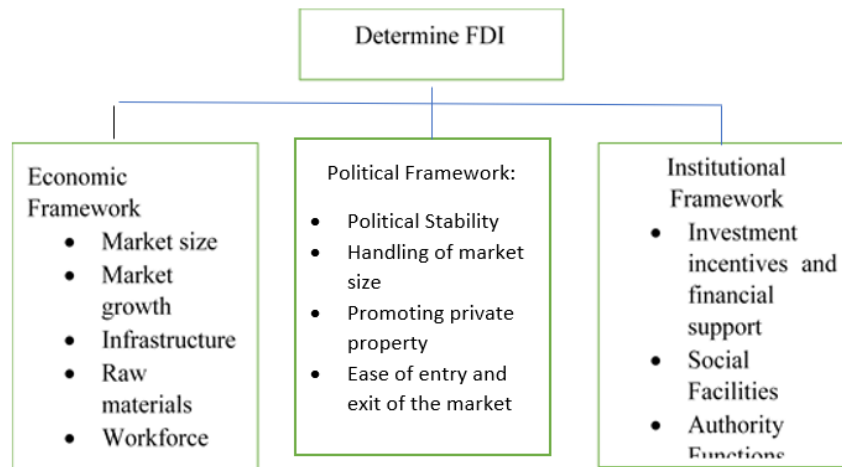 Determine FDI
Economic
Framework
• Market size
• Market
growth
• Infrastructure
• Raw
materials
• Workforce
Political Framework:
• Political Stability
• Handling of market
size
• Promoting private
property
• Ease of entry and
exit of the market
Institutional
Framework
• Investment
incentives and
financial
support
• Social
Facilities
• Authority
Functions